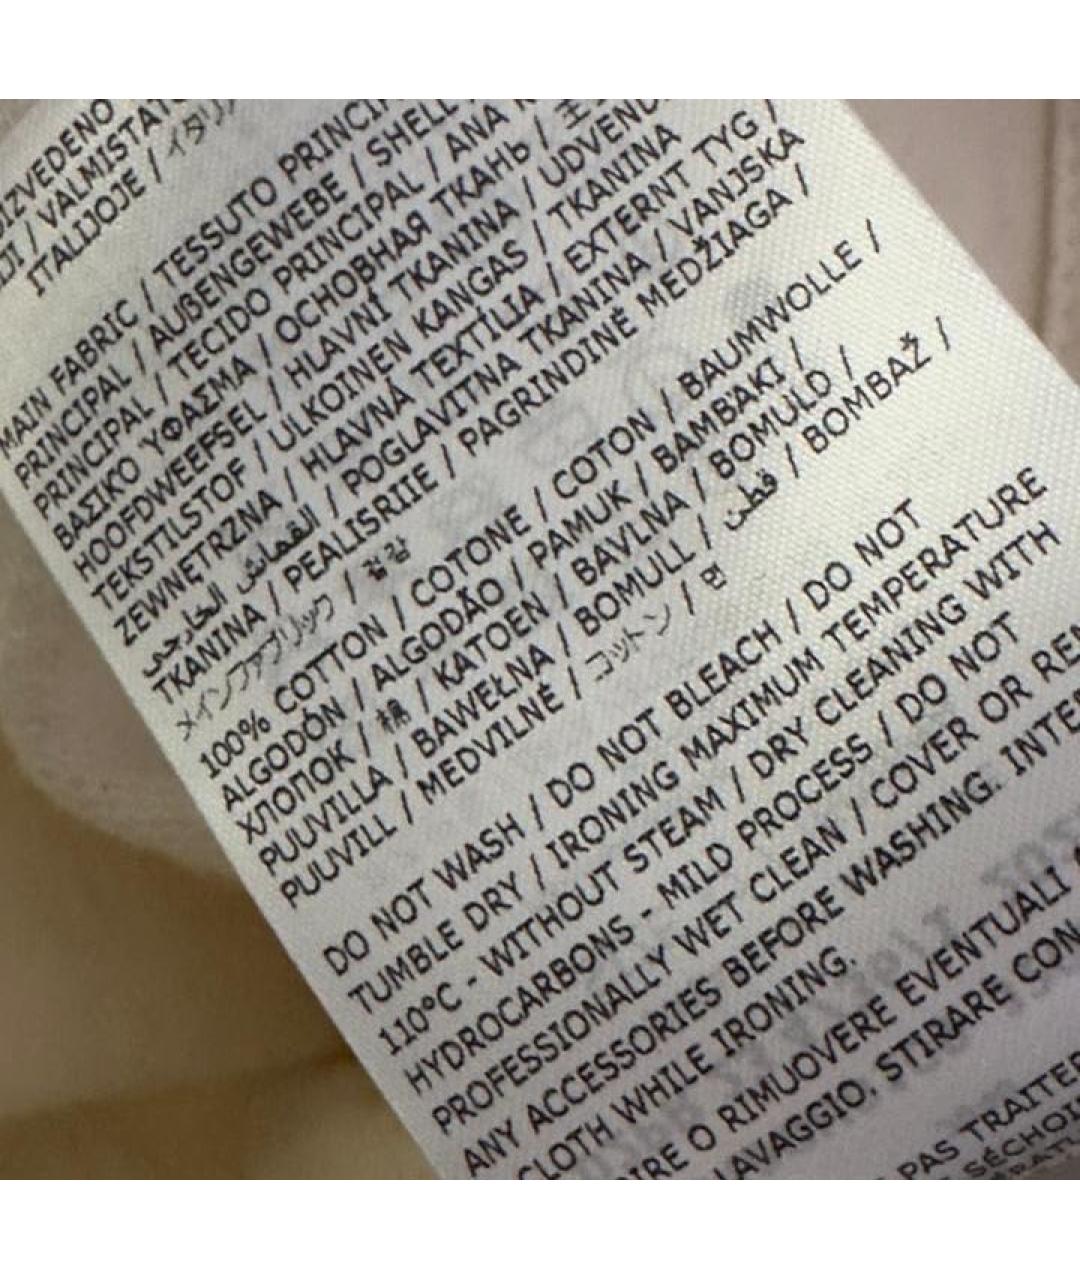 IZVEDENO
/ VALMISTAT
ITALIJOJE / イタリ
MAIN FABRIC / TESSUTO PRINCI
PRINCIPAL / AUßENGEWEBE / SHELL
PRINCIPAL / TECIDO PRINCIPAL / ANA
ΒΑΣΙΚΟ ΎΦΑΣΜΑ / ОСНОВНАЯ ТКАНЬ / 主
HOOFDWEEFSEL / HLAVNÍ TKANINA / UDVEND
TEKSTILSTOF / ULKOINEN KANGAS / TKANINA
ZEWNĘTRZNA / HLAVNÁ TEXTÍLIA / EXTERNT TYG /
القماش الخارجي / POGLAVITNA TKANINA / VANJSKA
TKANINA / PEALISRIIE / PAGRINDINĖ MEDŽIAGA /
メインファブリック / 겉감
100% COTTON / COTONE / COTON / BAUMWOLLE /
ALGODÓN / ALGODÃO / PAMUK / ΒΑΜΒΆΚΙ /
ХЛОПОК / 棉 / KATOEN / BAVLNA / BOMULD /
PUUVILLA / BAWEŁNA / BOMULL / قطن / BOMBAŽ /
PUUVILL / MEDVILNĖ / コットン / 면
DO NOT WASH / DO NOT BLEACH / DO NOT
TUMBLE DRY / IRONING MAXIMUM TEMPERATURE
110°C - WITHOUT STEAM / DRY CLEANING WITH
HYDROCARBONS - MILD PROCESS / DO NOT
PROFESSIONALLY WET CLEAN / COVER OR REM
ANY ACCESSORIES BEFORE WASHING. INTE
CLOTH WHILE IRONING.
RIRE O RIMUOVERE EVENTUALI A
LAVAGGIO. STIRARE CON
PAS TRAITER
SÉCHOI